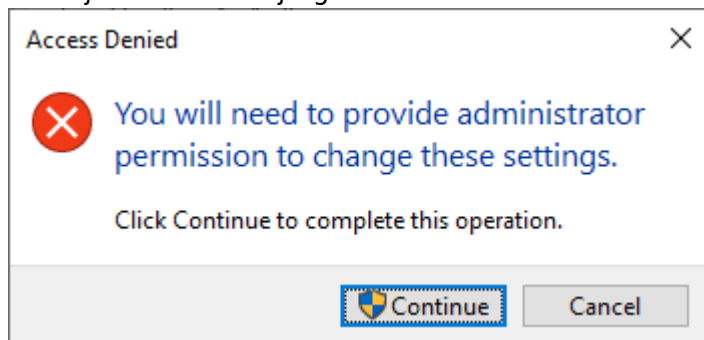 Access Denied
You will need to provide administrator
permission to change these settings.
Click Continue to complete this operation.
Continue Cancel